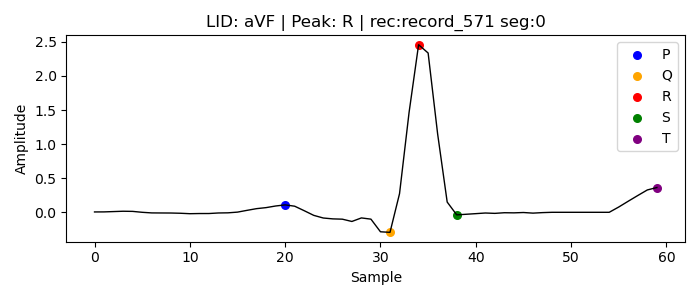 LID: aVF | Peak: R | rec:record_571 seg:0
2.5
2.0
1.5
1.0
0.5
0.0
Amplitude
P
Q
R
S
T
0 10 20 30 40 50 60
Sample